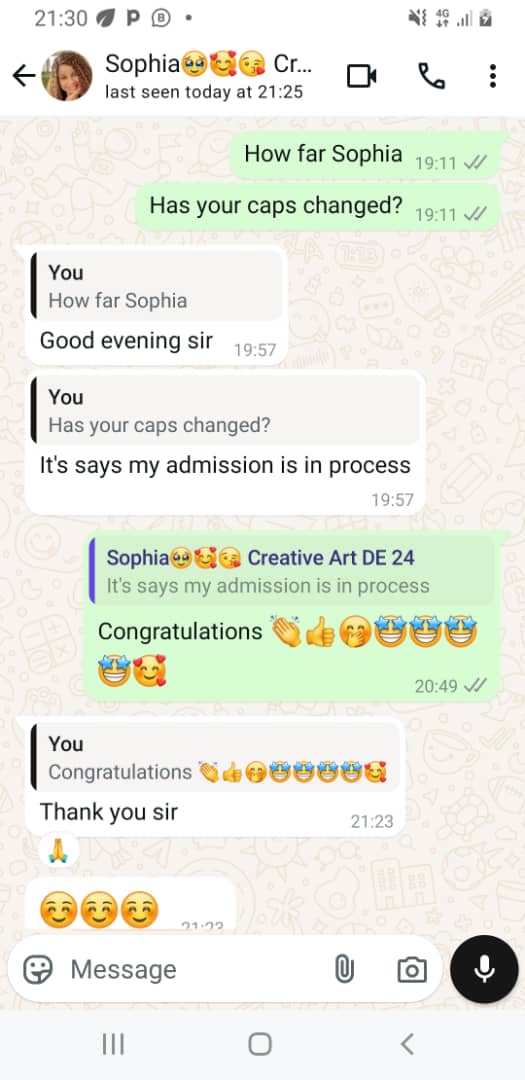 21:30
4G
Sophia🥹🥰😘 Cr...
last seen today at 21:25
How far Sophia 19:11
Has your caps changed? 19:11
You
How far Sophia
Good evening sir 19:57
You
Has your caps changed?
It's says my admission is in process
19:57
Sophia🥹🥰😘 Creative Art DE 24
It's says my admission is in process
Congratulations 👏👍🤭🤩🤩🤩
🤩🥰
20:49
You
Congratulations 👏👍🤭🤩🤩🤩🤩🥰
Thank you sir 21:23
🙏
☺️☺️☺️ 21:23
Message